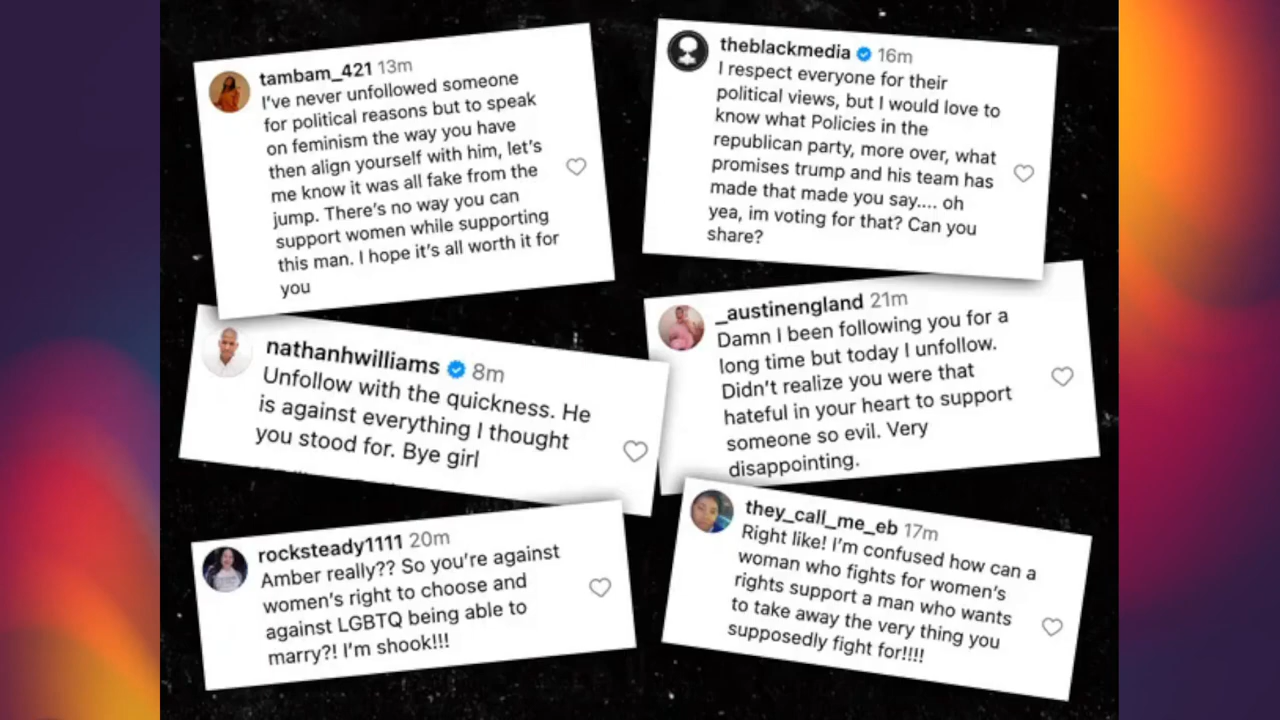 tambam_421 13m
I've never unfollowed someone
for political reasons but to speak
on feminism the way you have
then align yourself with him, let's
me know it was all fake from the
jump. There's no way you can
support women while supporting
this man. I hope it's all worth it for
you
theblackmedia 16m
I respect everyone for their
political views, but I would love to
know what Policies in the
republican party, more over, what
promises trump and his team has
made that made you say.... oh
yea, im voting for that? Can you
share?
nathanhwilliams 8m
Unfollow with the quickness. He
is against everything I thought
you stood for. Bye girl
_austinengland 21m
Damn I been following you for a
long time but today I unfollow.
Didn't realize you were that
hateful in your heart to support
someone so evil. Very
disappointing.
rocksteady1111 20m
Amber really?? So you're against
women's right to choose and
against LGBTQ being able to
marry?! I'm shook!!!
they_call_me_eb 17m
Right like! I'm confused how can a
woman who fights for women's
rights support a man who wants
to take away the very thing you
supposedly fight for!!!!